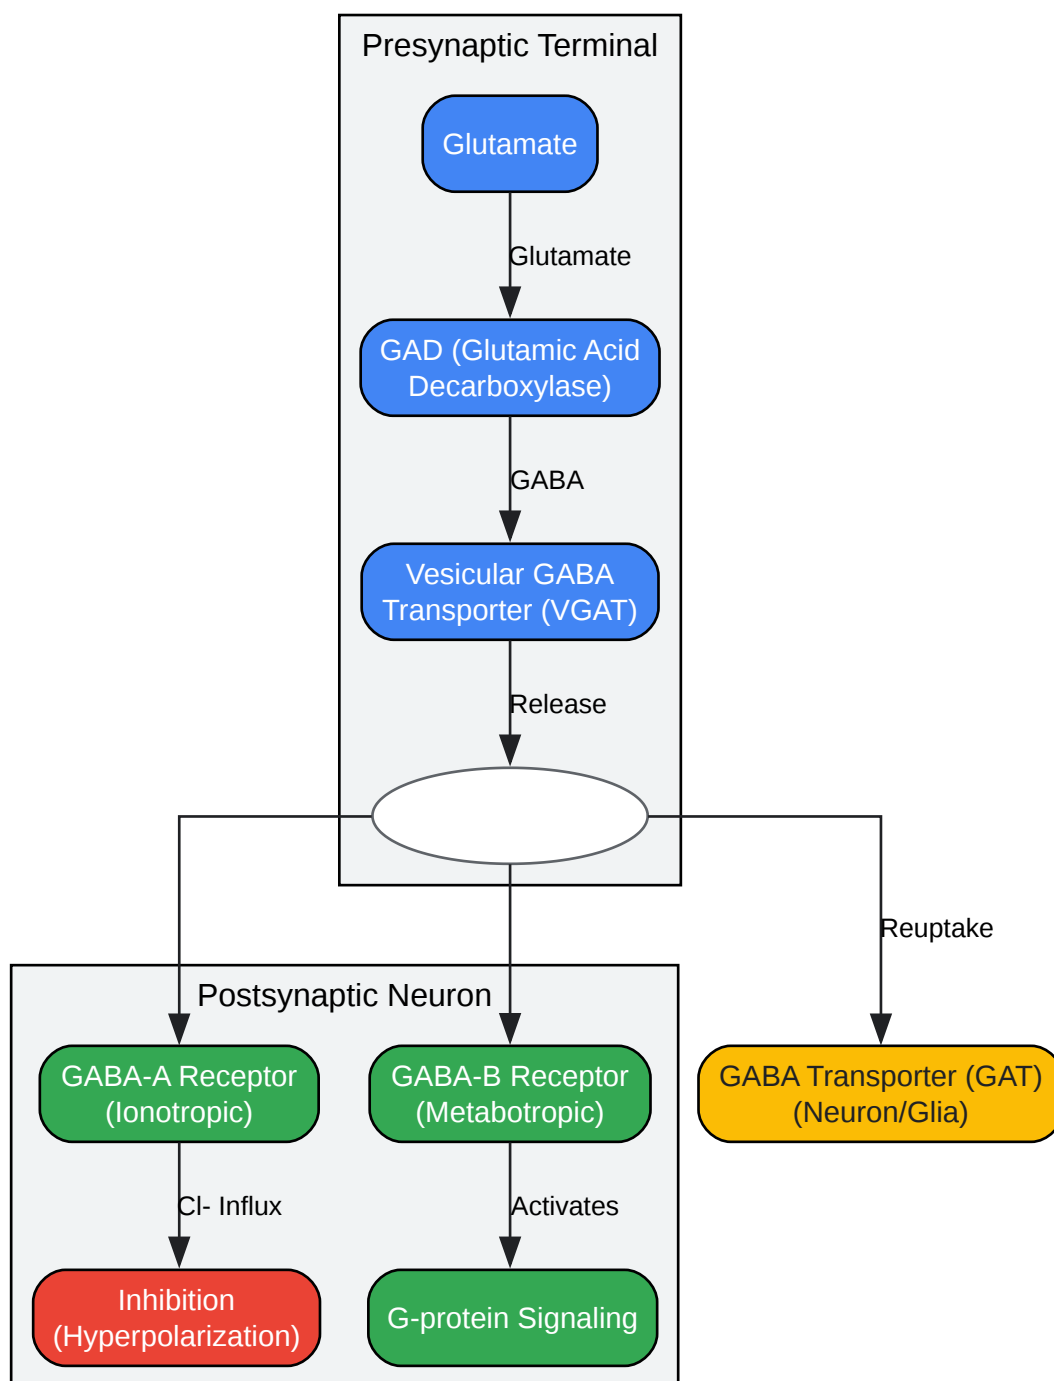 Presynaptic Terminal
Glutamate
Glutamate
GAD (Glutamic Acid
Decarboxylase)
GABA
Vesicular GABA
Transporter (VGAT)
Release
Reuptake
Postsynaptic Neuron
GABA-A Receptor
(Ionotropic)
GABA-B Receptor
(Metabotropic)
GABA Transporter (GAT)
(Neuron/Glia)
Cl- Influx
Activates
Inhibition
(Hyperpolarization)
G-protein Signaling